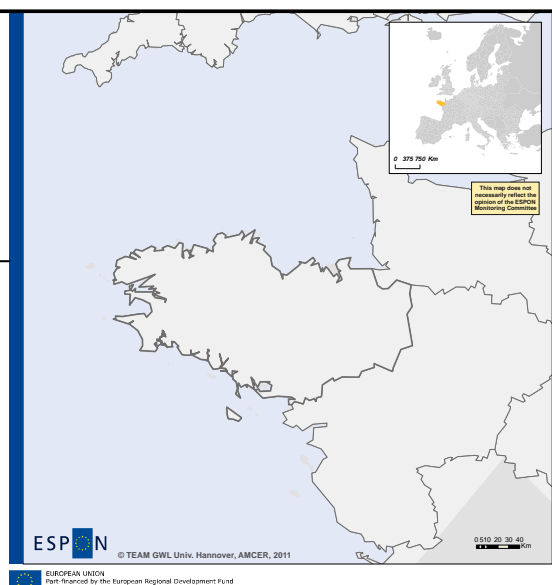 0 375 750 Km
This map does not
necessarily reflect the
opinion of the ESPON
Monitoring Committee
ESPON
© TEAM GWL Univ. Hannover, AMCER, 2011
0 5 10 20 30 40
Km
EUROPEAN UNION
Part-financed by the European Regional Development Fund